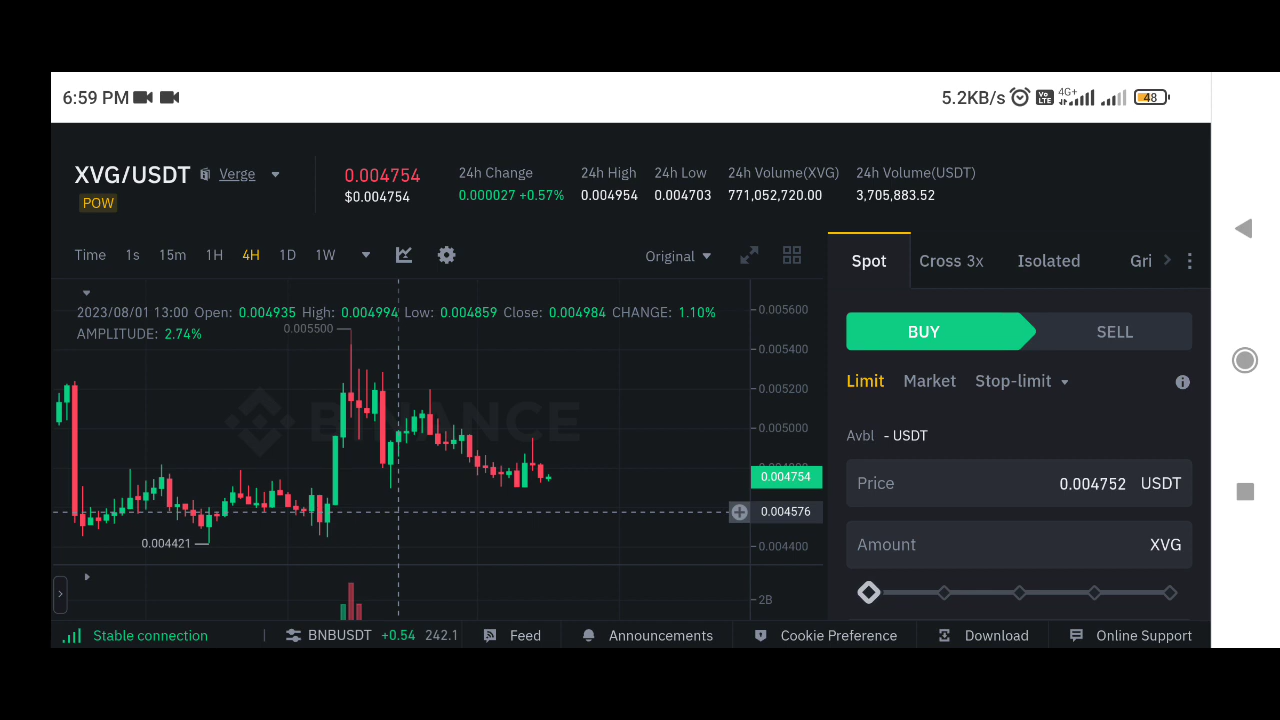 6:59 PM 5.2KB/s Vo LTE 4G+ 48
XVG/USDT Verge
POW
0.004754
$0.004754
24h Change
0.000027 +0.57%
24h High
0.004954
24h Low
0.004703
24h Volume(XVG)
771,052,720.00
24h Volume(USDT)
3,705,883.52
Time 1s 15m 1H 4H 1D 1W Original
Spot Cross 3x Isolated Gri
2023/08/01 13:00 Open: 0.004935 High: 0.004994 Low: 0.004859 Close: 0.004984 CHANGE: 1.10%
AMPLITUDE: 2.74%
0.005500
0.004421
BINANCE
0.005600
0.005400
0.005200
0.005000
0.004754
0.004576
0.004400
2B
BUY SELL
Limit Market Stop-limit
Avbl - USDT
Price 0.004752 USDT
Amount XVG
Stable connection BNBUSDT +0.54 242.1 Feed Announcements Cookie Preference Download Online Support